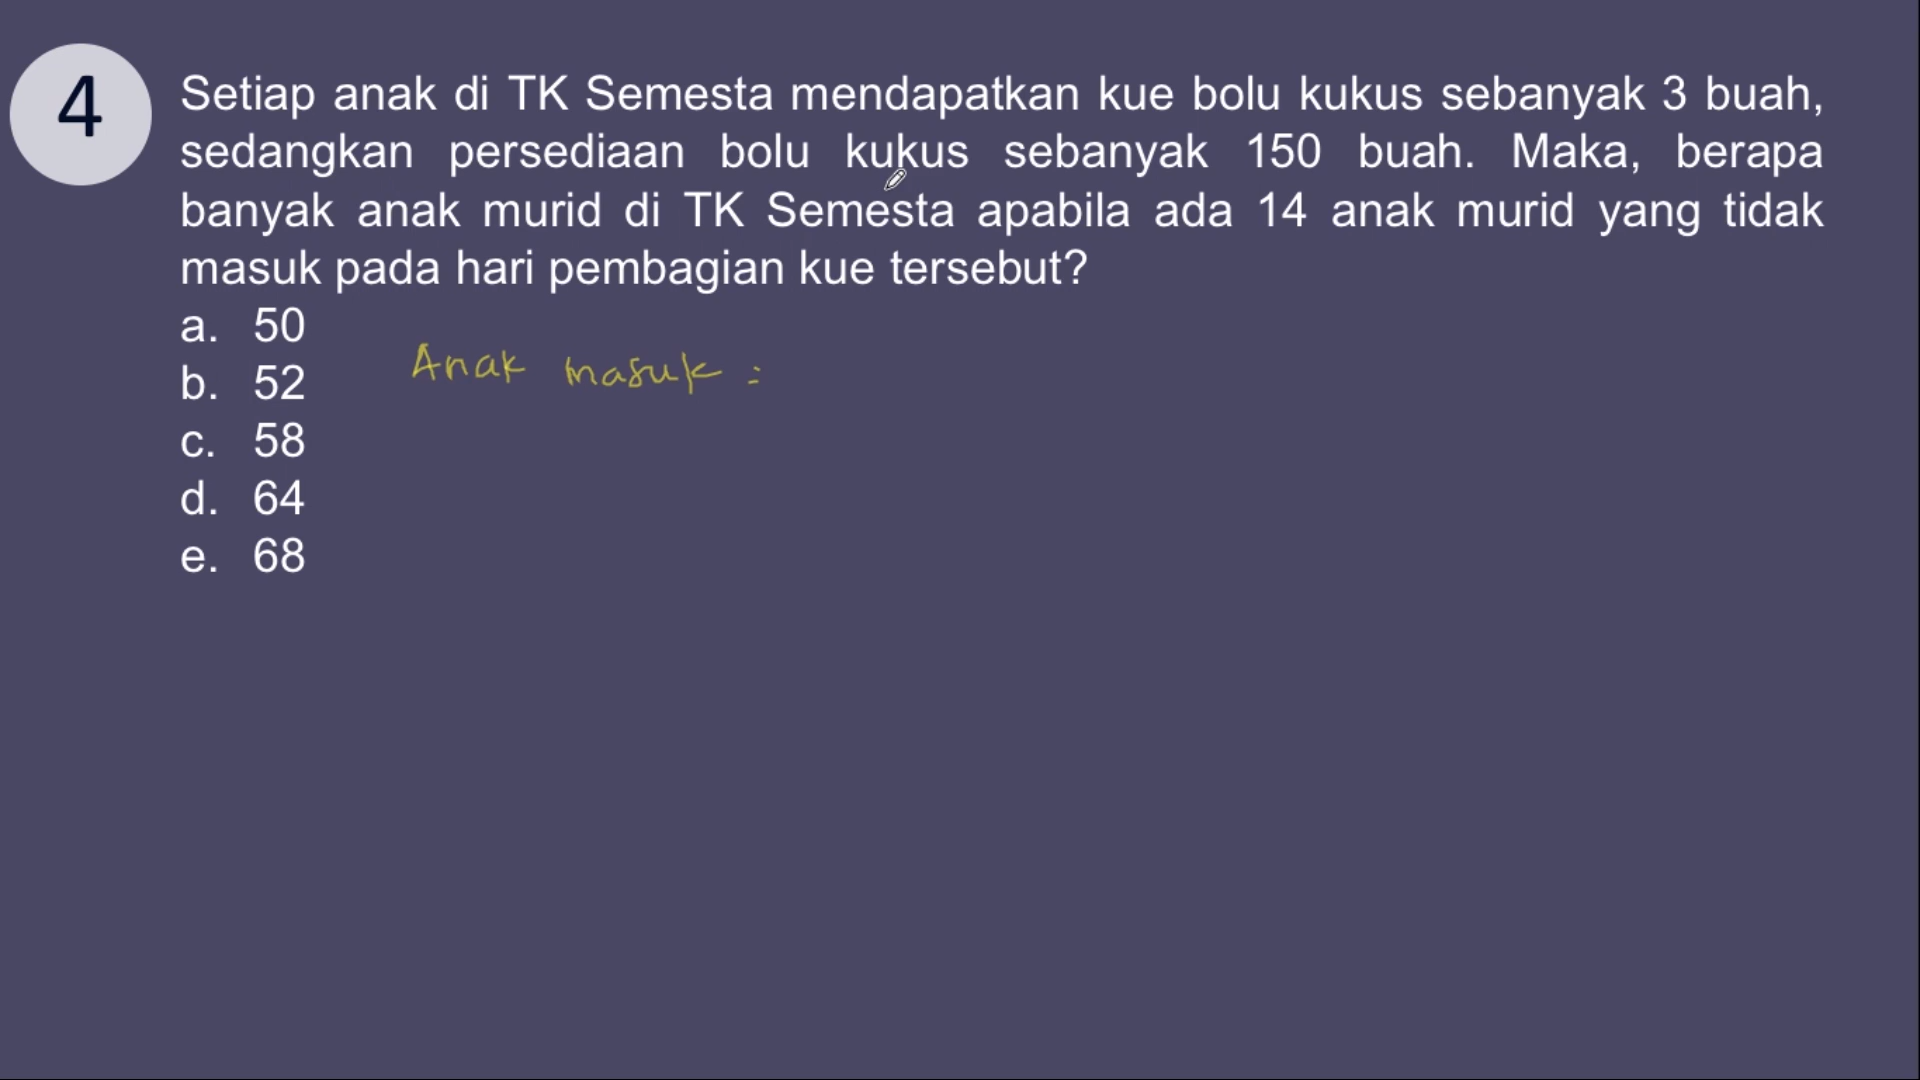 4
Setiap anak di TK Semesta mendapatkan kue bolu kukus sebanyak 3 buah,
sedangkan persediaan bolu kukus sebanyak 150 buah. Maka, berapa
banyak anak murid di TK Semesta apabila ada 14 anak murid yang tidak
masuk pada hari pembagian kue tersebut?
a. 50
b. 52
c. 58
d. 64
e. 68
Anak masuk :